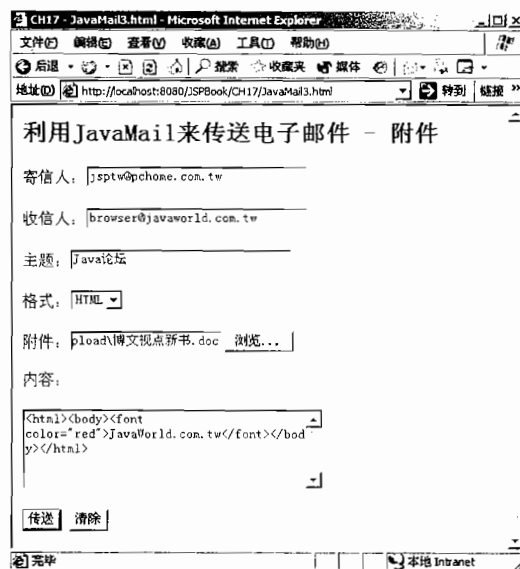 CH17 - JavaMail3.html - Microsoft Internet Explorer
文件(F) 编辑(E) 查看(V) 收藏(A) 工具(T) 帮助(H)
后退 搜索 收藏夹 媒体
地址(D) http://localhost:8080/JSPBook/CH17/JavaMail3.html 转到 链接 »
利用JavaMail来传送电子邮件 - 附件
寄信人：jsptw@pchome.com.tw
收信人：browser@javaworld.com.tw
主题：Java论坛
格式：HTML
附件：pload\博文视点新书.doc 浏览...
内容：
<html><body><font
color="red">JavaWorld.com.tw</font></bod
y></html>
传送 清除
完毕 本地 Intranet